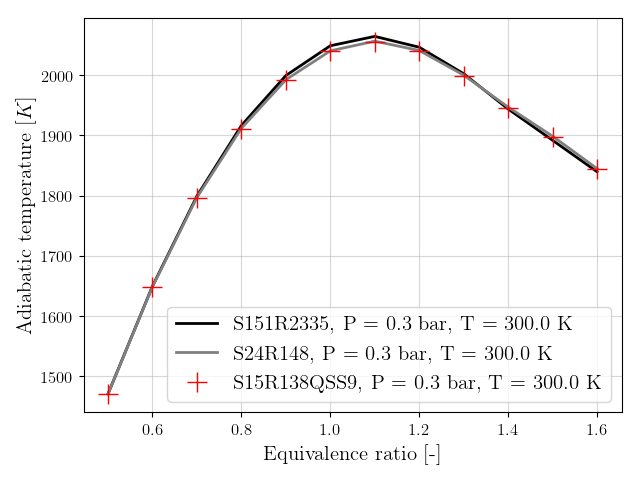 2000
1900
1800
1700
1600
1500
Adiabatic temperature [K]
S151R2335, P = 0.3 bar, T = 300.0 K
S24R148, P = 0.3 bar, T = 300.0 K
S15R138QSS9, P = 0.3 bar, T = 300.0 K
0.6 0.8 1.0 1.2 1.4 1.6
Equivalence ratio [-]